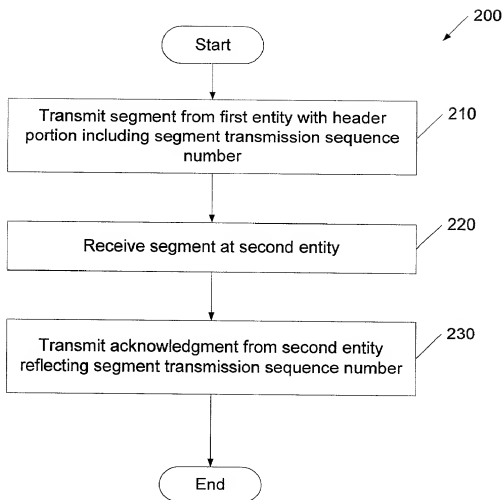 200
Start
Transmit segment from first entity with header
portion including segment transmission sequence
number
210
Receive segment at second entity
220
Transmit acknowledgment from second entity
reflecting segment transmission sequence number
230
End